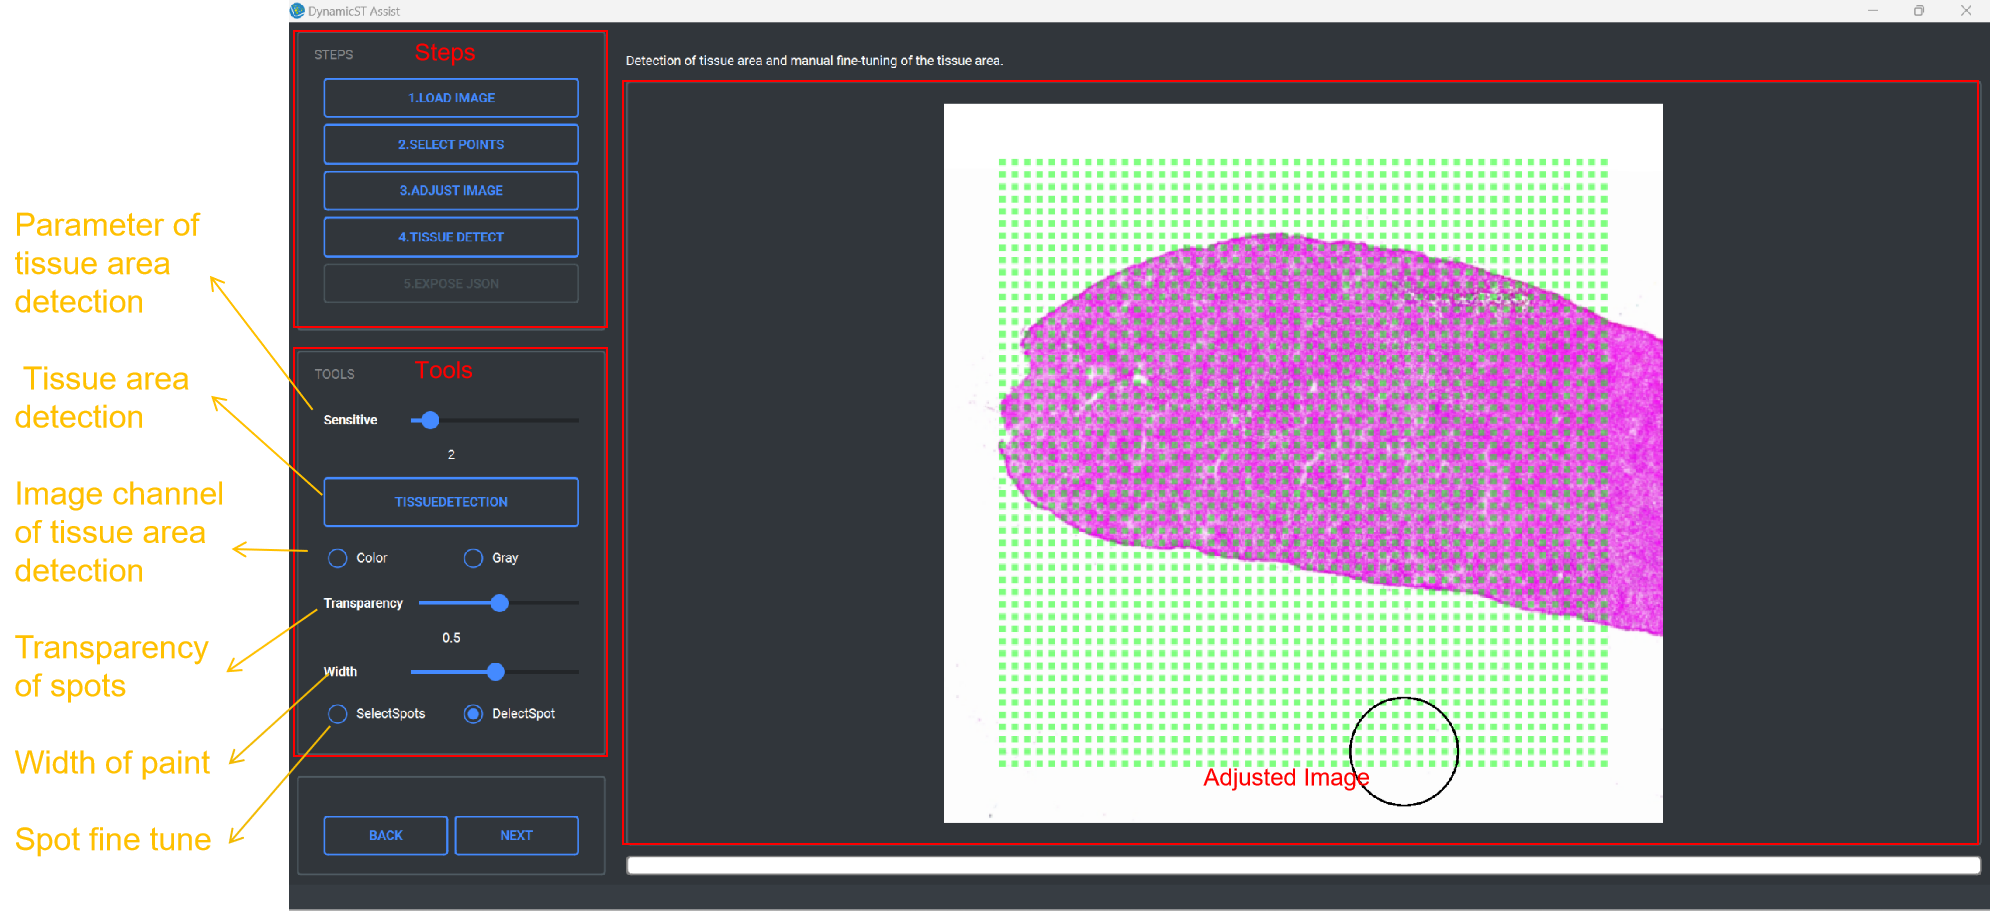 DynamicST Assist
STEPS
Steps
1.LOAD IMAGE
2.SELECT POINTS
3.ADJUST IMAGE
4.TISSUE DETECT
5.EXPOSE JSON
Detection of tissue area and manual fine-tuning of the tissue area.
Parameter of
tissue area
detection
Tissue area
detection
Image channel
of tissue area
detection
Transparency
of spots
Width of paint
Spot fine tune
TOOLS
Tools
Sensitive
2
TISSUEDETECTION
Color
Gray
Transparency
0.5
Width
SelectSpots
DelectSpot
BACK
NEXT
Adjusted Image